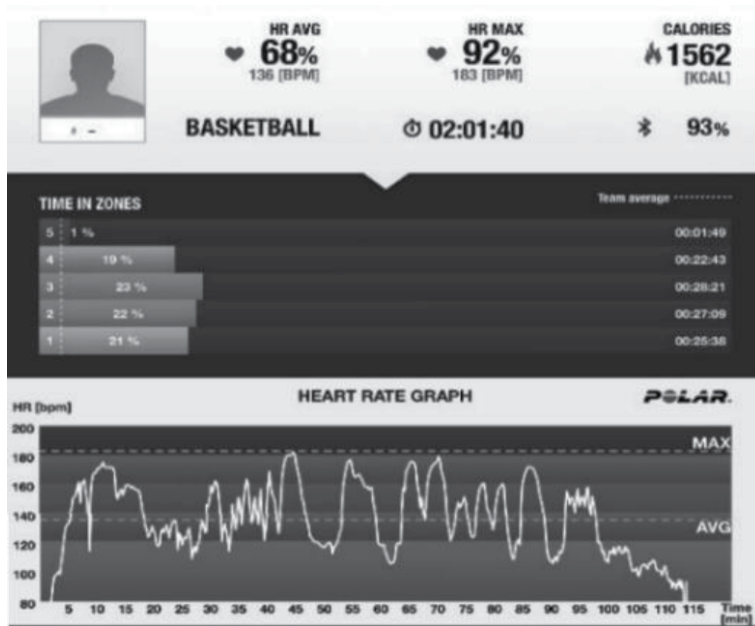 HR AVG
68%
136 [BPM]
HR MAX
92%
183 [BPM]
CALORIES
1562
[KCAL]
BASKETBALL
02:01:40
93%
TIME IN ZONES
Team average
5 1 % 00:01:49
4 19 % 00:22:43
3 23 % 00:28:21
2 22 % 00:27:09
1 21 % 00:25:38
HEART RATE GRAPH
POLAR.
HR [bpm]
200
180
160
140
120
100
80
MAX
AVG
5 10 15 20 25 30 35 40 45 50 55 60 65 70 75 80 85 90 95 100 105 110 115 Time
[min]